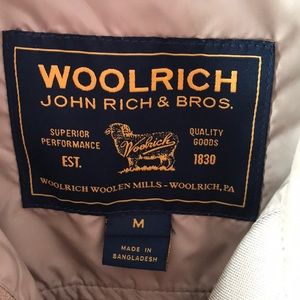 WOOLRICH
JOHN RICH & BROS.
SUPERIOR PERFORMANCE
EST.
Woolrich
QUALITY GOODS
1830
WOOLRICH WOOLEN MILLS - WOOLRICH, PA
M
MADE IN
BANGLADESH